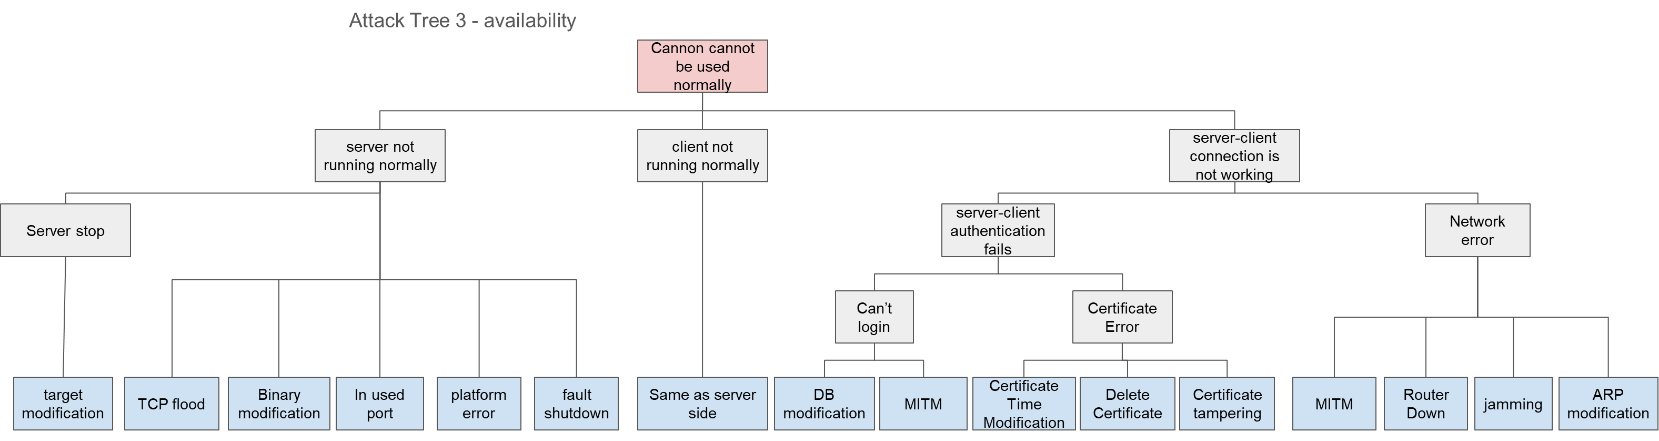 Attack Tree 3 - availability
Cannon cannot
be used
normally
server not
running normally
client not
running normally
server-client
connection is
not working
Server stop
server-client
authentication
fails
Network
error
Can't
login
Certificate
Error
target
modification
TCP flood
Binary
modification
In used
port
platform
error
fault
shutdown
Same as server
side
DB
modification
MITM
Certificate
Time
Modification
Delete
Certificate
Certificate
tampering
MITM
Router
Down
jamming
ARP
modification